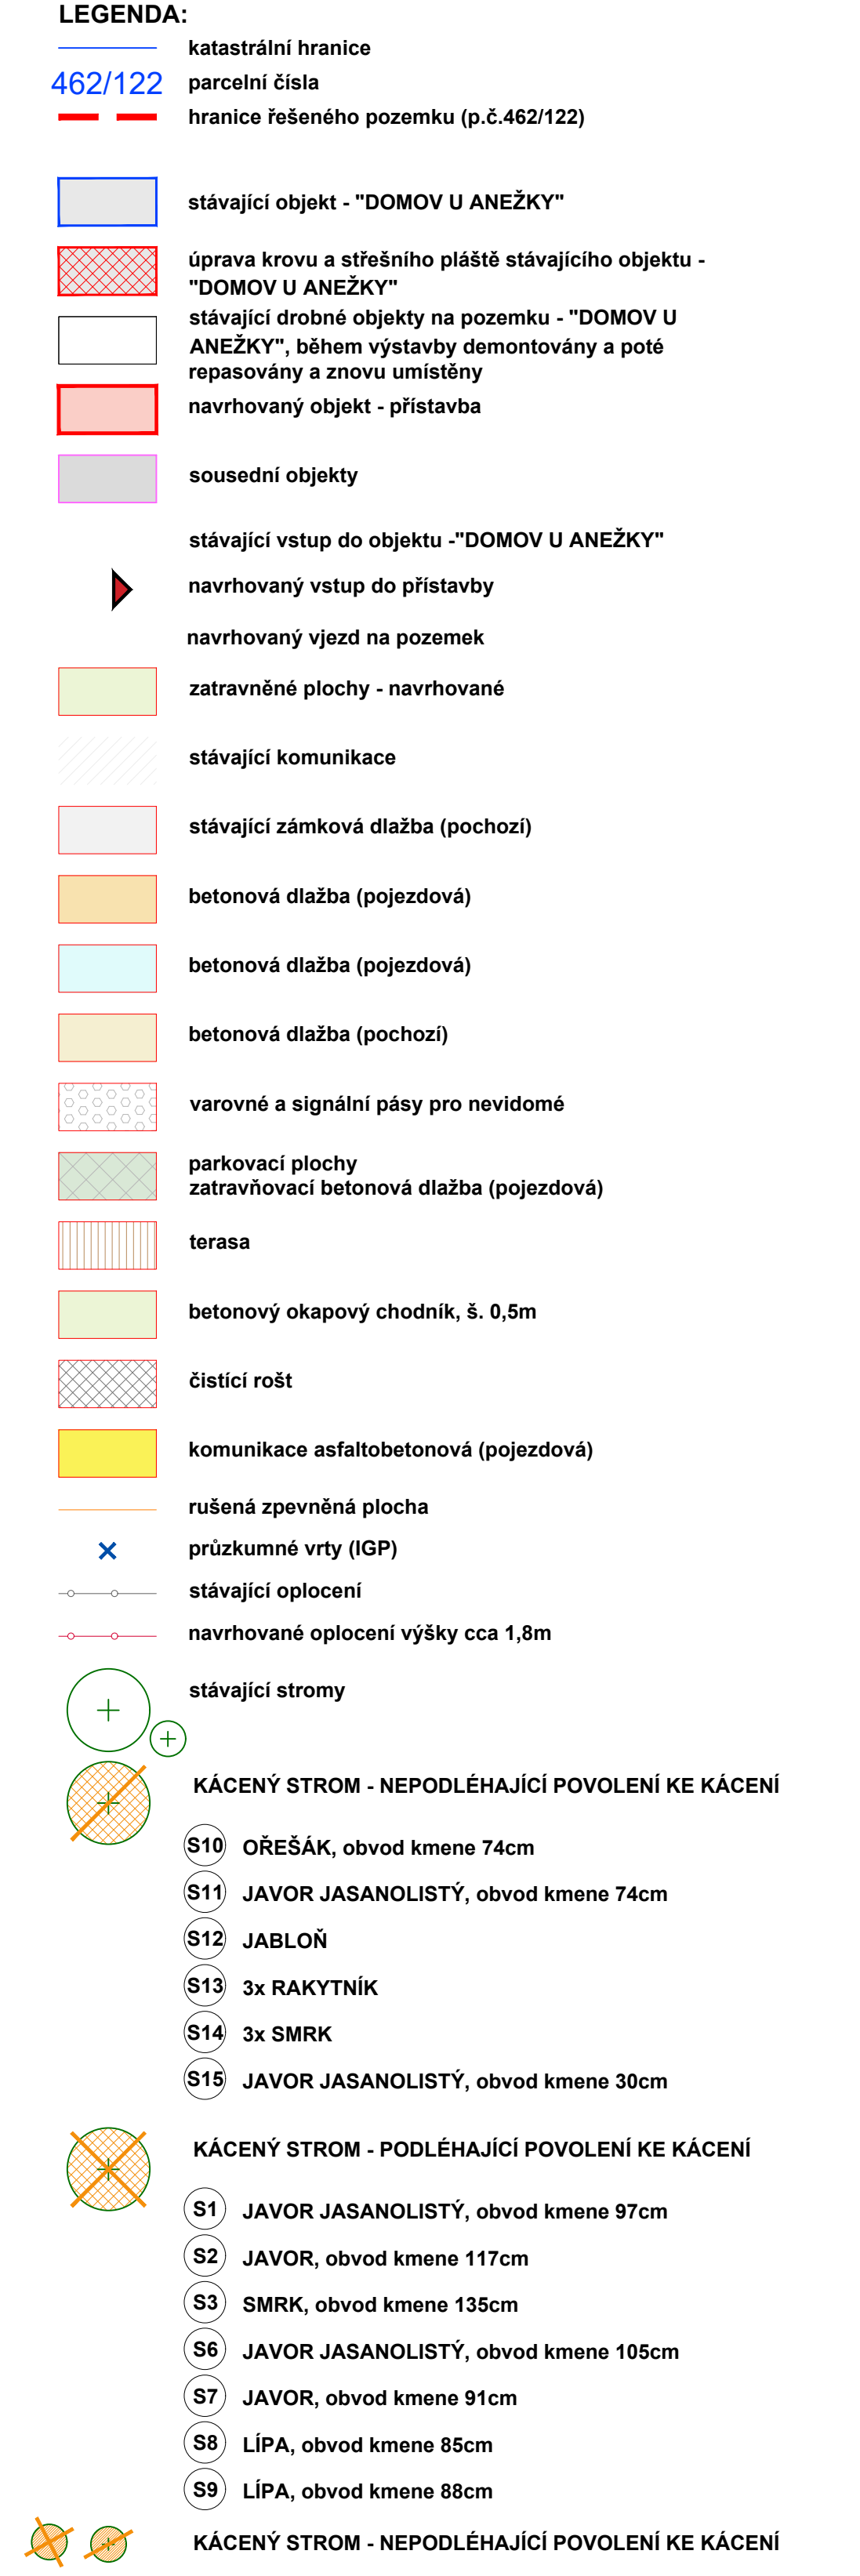 LEGENDA:
katastrální hranice
462/122 parcelní čísla
hranice řešeného pozemku (p.č.462/122)
stávající objekt - "DOMOV U ANEŽKY"
úprava krovu a střešního pláště stávajícího objektu -
"DOMOV U ANEŽKY"
stávající drobné objekty na pozemku - "DOMOV U
ANEŽKY", během výstavby demontovány a poté
repasovány a znovu umístěny
navrhovaný objekt - přístavba
sousední objekty
stávající vstup do objektu -"DOMOV U ANEŽKY"
navrhovaný vstup do přístavby
navrhovaný vjezd na pozemek
zatravněné plochy - navrhované
stávající komunikace
stávající zámková dlažba (pochozí)
betonová dlažba (pojezdová)
betonová dlažba (pojezdová)
betonová dlažba (pochozí)
varovné a signální pásy pro nevidomé
parkovací plochy
zatravňovací betonová dlažba (pojezdová)
terasa
betonový okapový chodník, š. 0,5m
čistící rošt
komunikace asfaltobetonová (pojezdová)
rušená zpevněná plocha
průzkumné vrty (IGP)
stávající oplocení
navrhované oplocení výšky cca 1,8m
stávající stromy
KÁCENÝ STROM - NEPODLÉHAJÍCÍ POVOLENÍ KE KÁCENÍ
S10 OŘEŠÁK, obvod kmene 74cm
S11 JAVOR JASANOLISTÝ, obvod kmene 74cm
S12 JABLOŇ
S13 3x RAKYTNÍK
S14 3x SMRK
S15 JAVOR JASANOLISTÝ, obvod kmene 30cm
KÁCENÝ STROM - PODLÉHAJÍCÍ POVOLENÍ KE KÁCENÍ
S1 JAVOR JASANOLISTÝ, obvod kmene 97cm
S2 JAVOR, obvod kmene 117cm
S3 SMRK, obvod kmene 135cm
S6 JAVOR JASANOLISTÝ, obvod kmene 105cm
S7 JAVOR, obvod kmene 91cm
S8 LÍPA, obvod kmene 85cm
S9 LÍPA, obvod kmene 88cm
KÁCENÝ STROM - NEPODLÉHAJÍCÍ POVOLENÍ KE KÁCENÍ